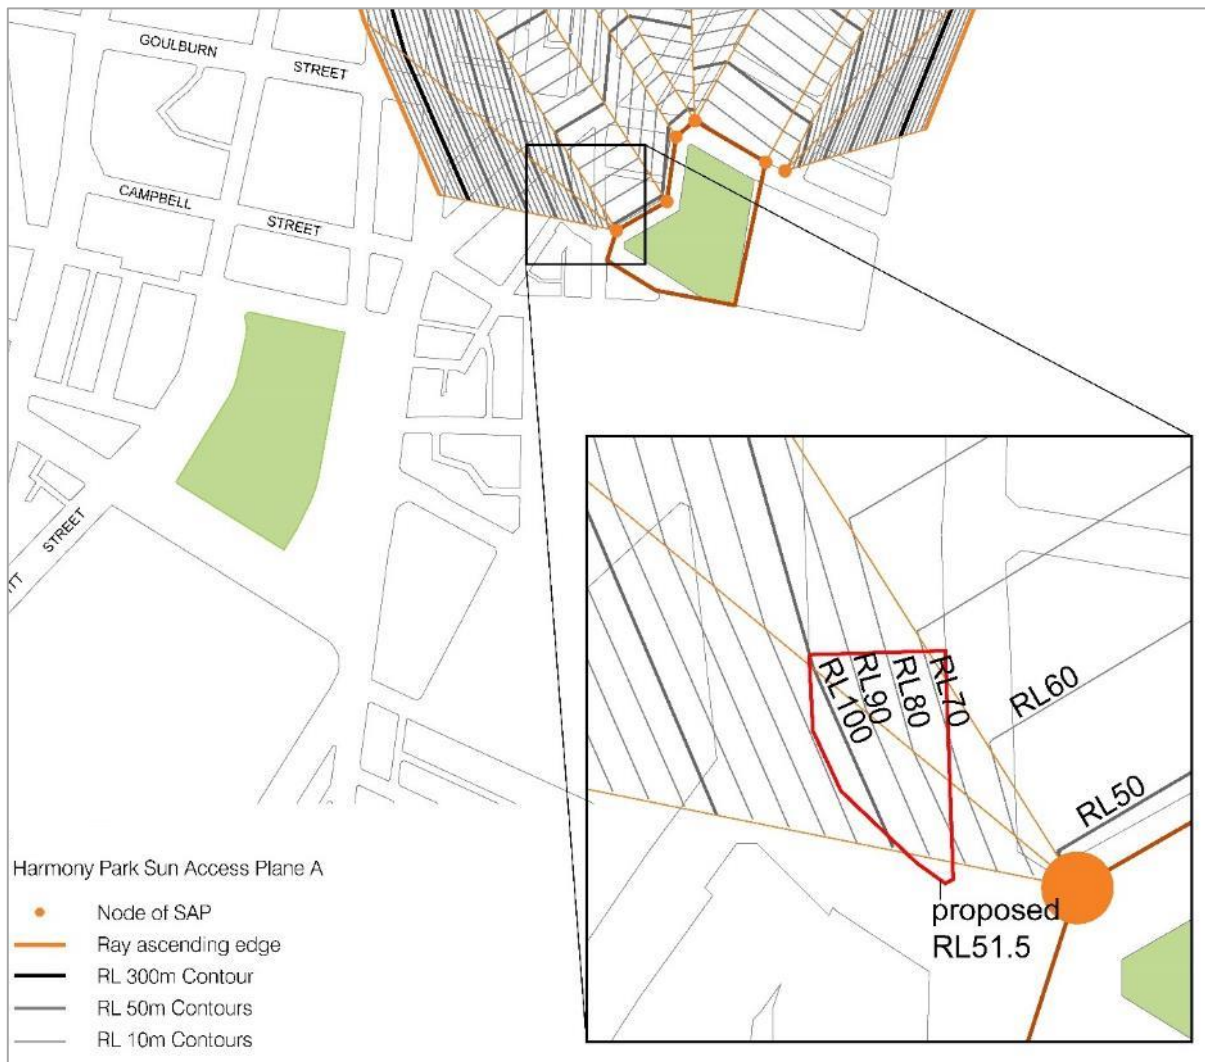 GOULBURN
STREET
CAMPBELL
STREET
TT
STREET
RL100
RL90
RL80
RL70
RL60
RL50
proposed
RL51.5
Harmony Park Sun Access Plane A
Node of SAP
Ray ascending edge
RL 300m Contour
RL 50m Contours
RL 10m Contours